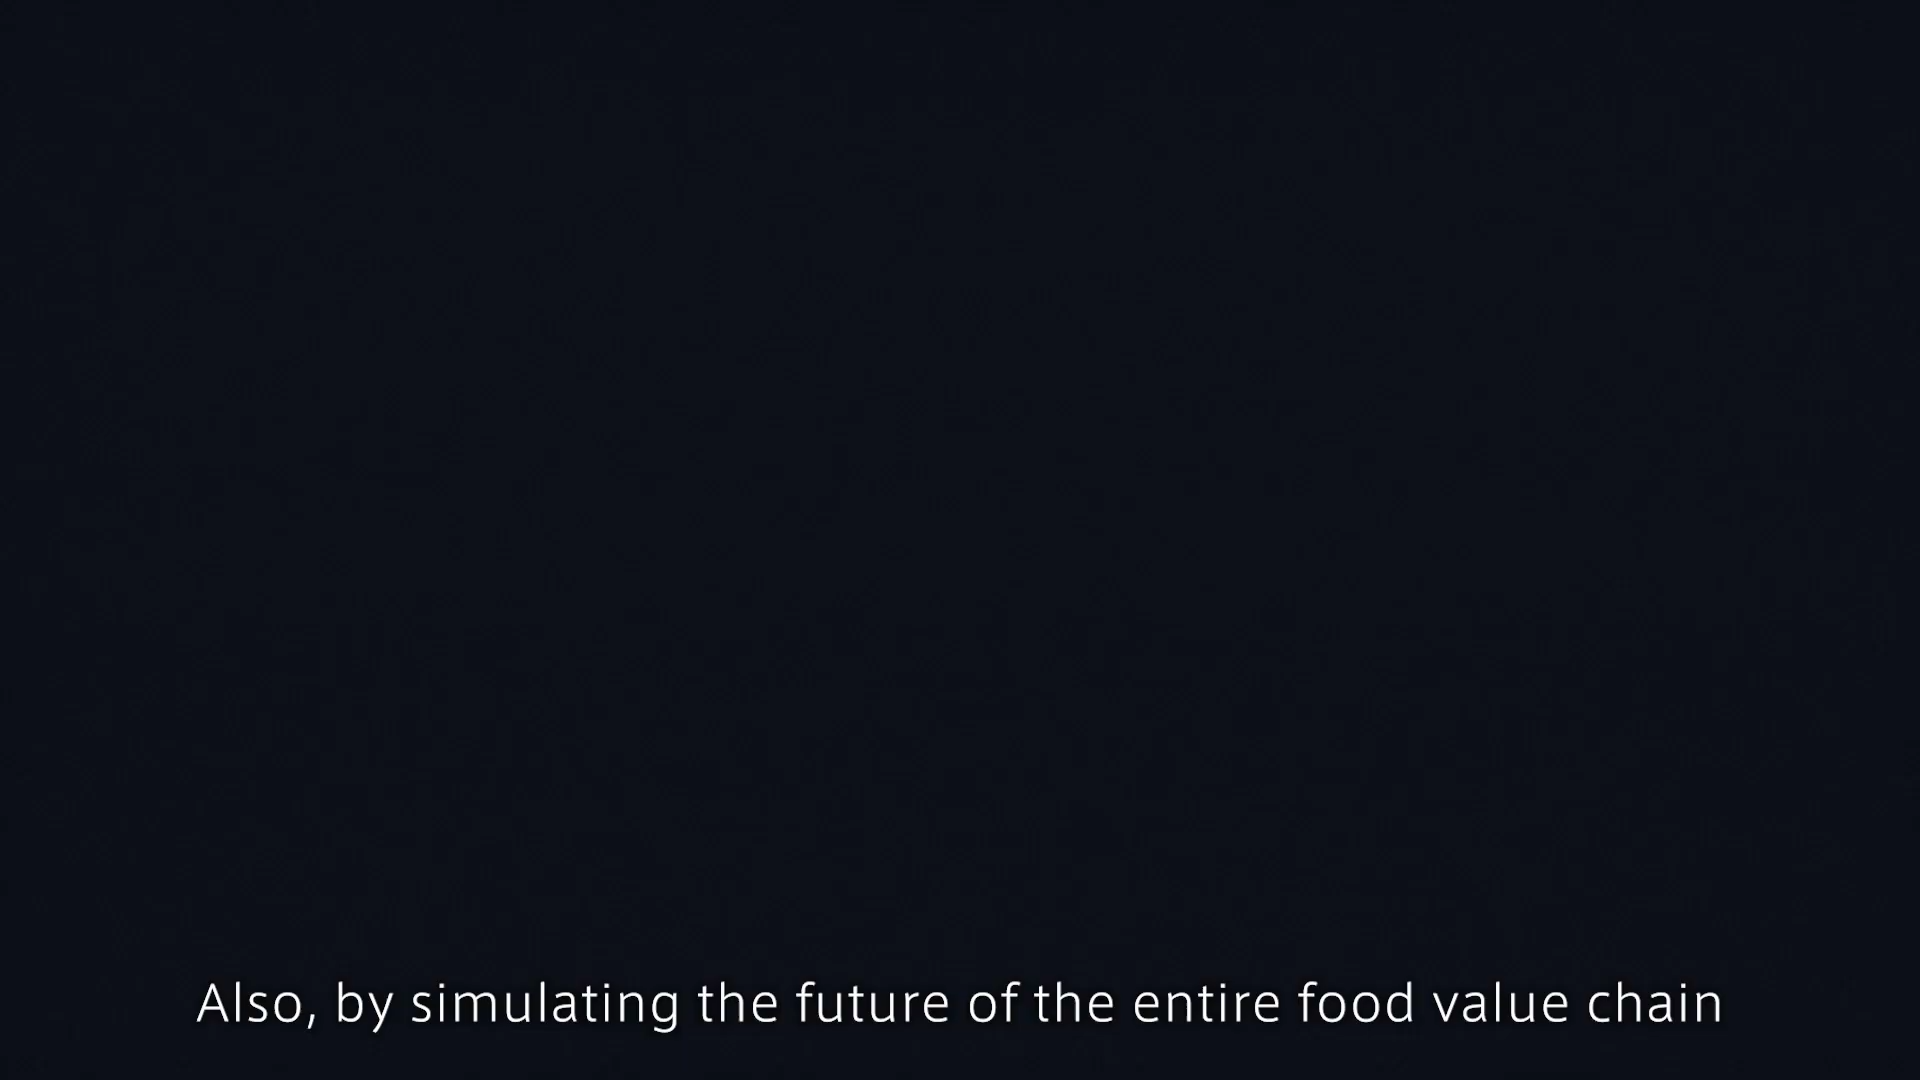 Also, by simulating the future of the entire food value chain